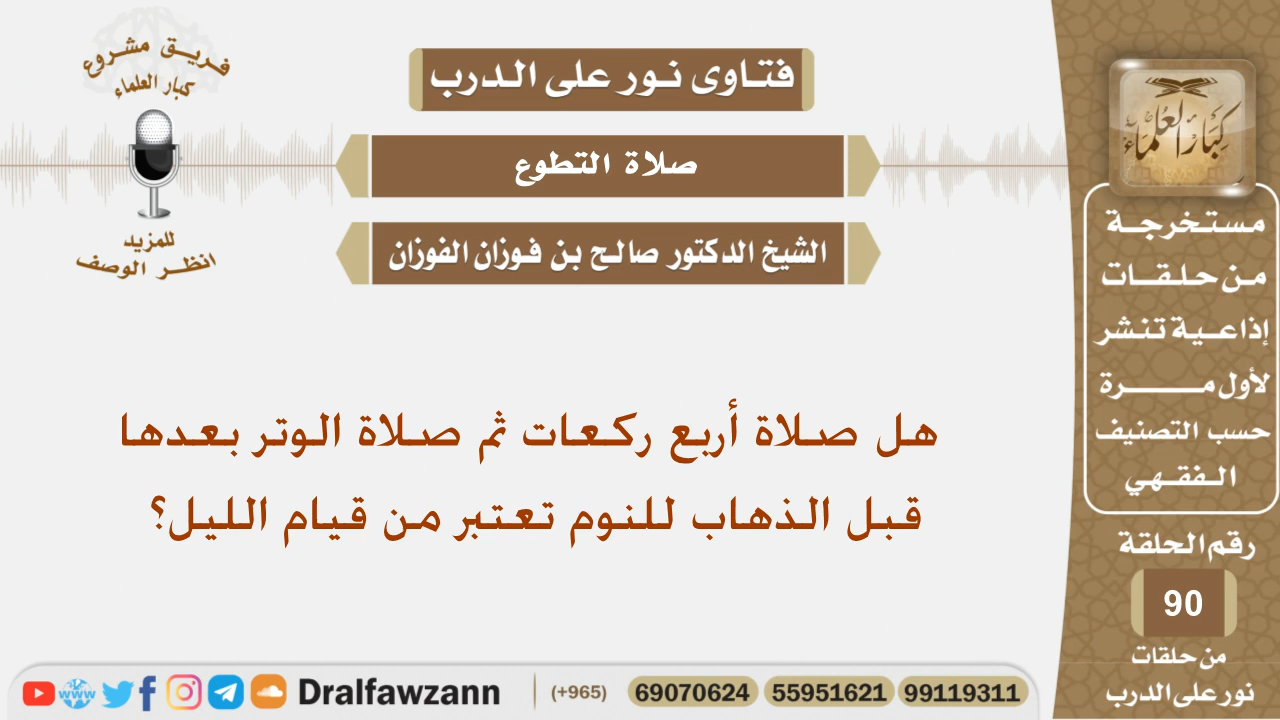 فريق مشروع
كبار العلماء
للمزيد
انظر الوصف
فتاوى نور على الدرب
صلاة التطوع
الشيخ الدكتور صالح بن فوزان الفوزان
هل صلاة أربع ركعات ثم صلاة الوتر بعدها
قبل الذهاب للنوم تعتبر من قيام الليل؟
كبار العلماء
مستخرجة
من حلقات
إذاعية تنشر
لأول مرة
حسب التصنيف
الفقهي
رقم الحلقة
90
من حلقات
نور على الدرب
www Dralfawzann (+965) 69070624 55951621 99119311